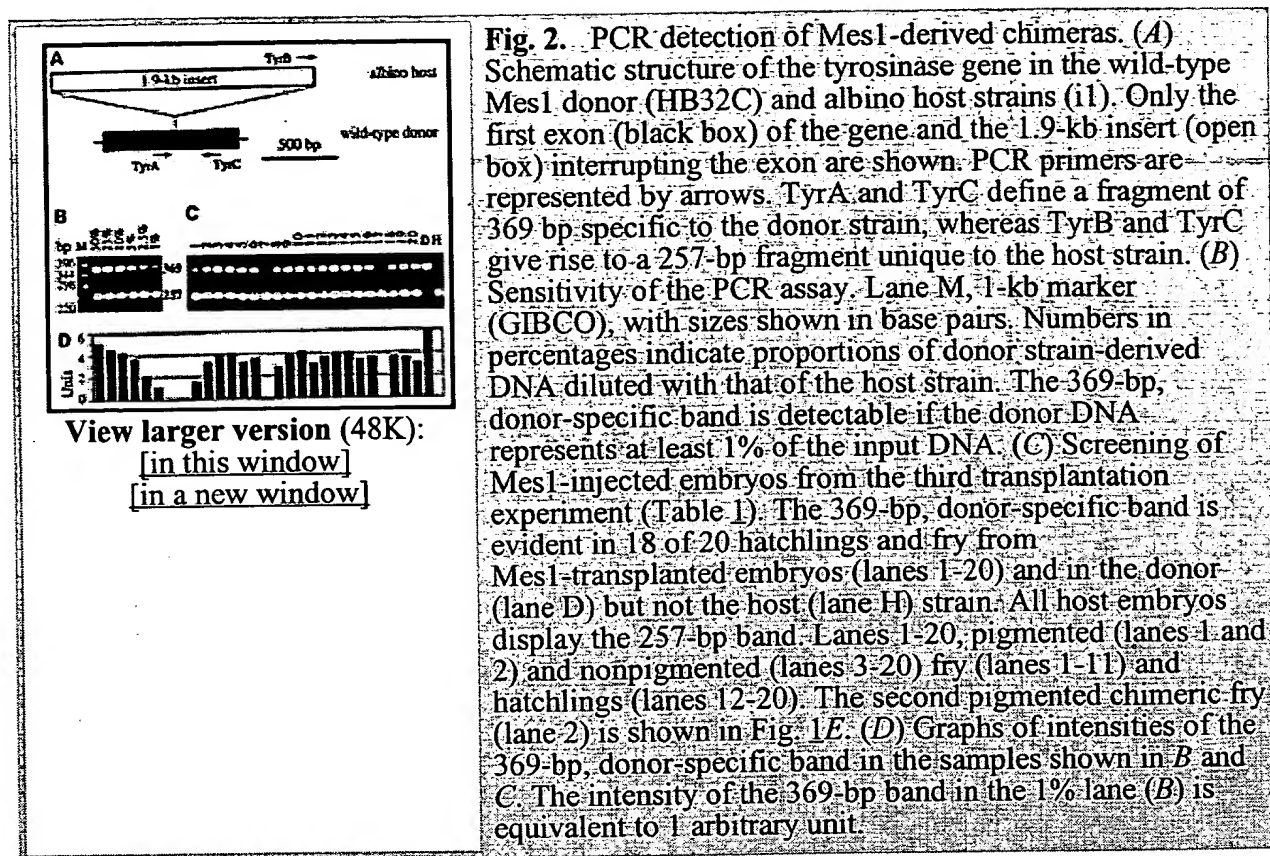 A
TyrB
1.9-kb insert
albino host
wild-type donor
500 bp
TyrA
TyrC
B
C
bp M
D H
369
257
D
Unit
6
4
2
0
View larger version (48K):
[in this window]
[in a new window]
Fig. 2. PCR detection of Mes1-derived chimeras. (A)
Schematic structure of the tyrosinase gene in the wild-type
Mes1 donor (HB32C) and albino host strains (i1). Only the
first exon (black box) of the gene and the 1.9-kb insert (open
box) interrupting the exon are shown. PCR primers are
represented by arrows. TyrA and TyrC define a fragment of
369 bp specific to the donor strain, whereas TyrB and TyrC
give rise to a 257-bp fragment unique to the host strain. (B)
Sensitivity of the PCR assay. Lane M, 1-kb marker
(GIBCO), with sizes shown in base pairs. Numbers in
percentages indicate proportions of donor strain-derived
DNA diluted with that of the host strain. The 369-bp,
donor-specific band is detectable if the donor DNA
represents at least 1% of the input DNA. (C) Screening of
Mes1-injected embryos from the third transplantation
experiment (Table 1). The 369-bp, donor-specific band is
evident in 18 of 20 hatchlings and fry from
Mes1-transplanted embryos (lanes 1-20) and in the donor
(lane D) but not the host (lane H) strain. All host embryos
display the 257-bp band. Lanes 1-20, pigmented (lanes 1 and
2) and nonpigmented (lanes 3-20) fry (lanes 1-11) and
hatchlings (lanes 12-20). The second pigmented chimeric fry
(lane 2) is shown in Fig. 1E. (D) Graphs of intensities of the
369-bp, donor-specific band in the samples shown in B and
C. The intensity of the 369-bp band in the 1% lane (B) is
equivalent to 1 arbitrary unit.